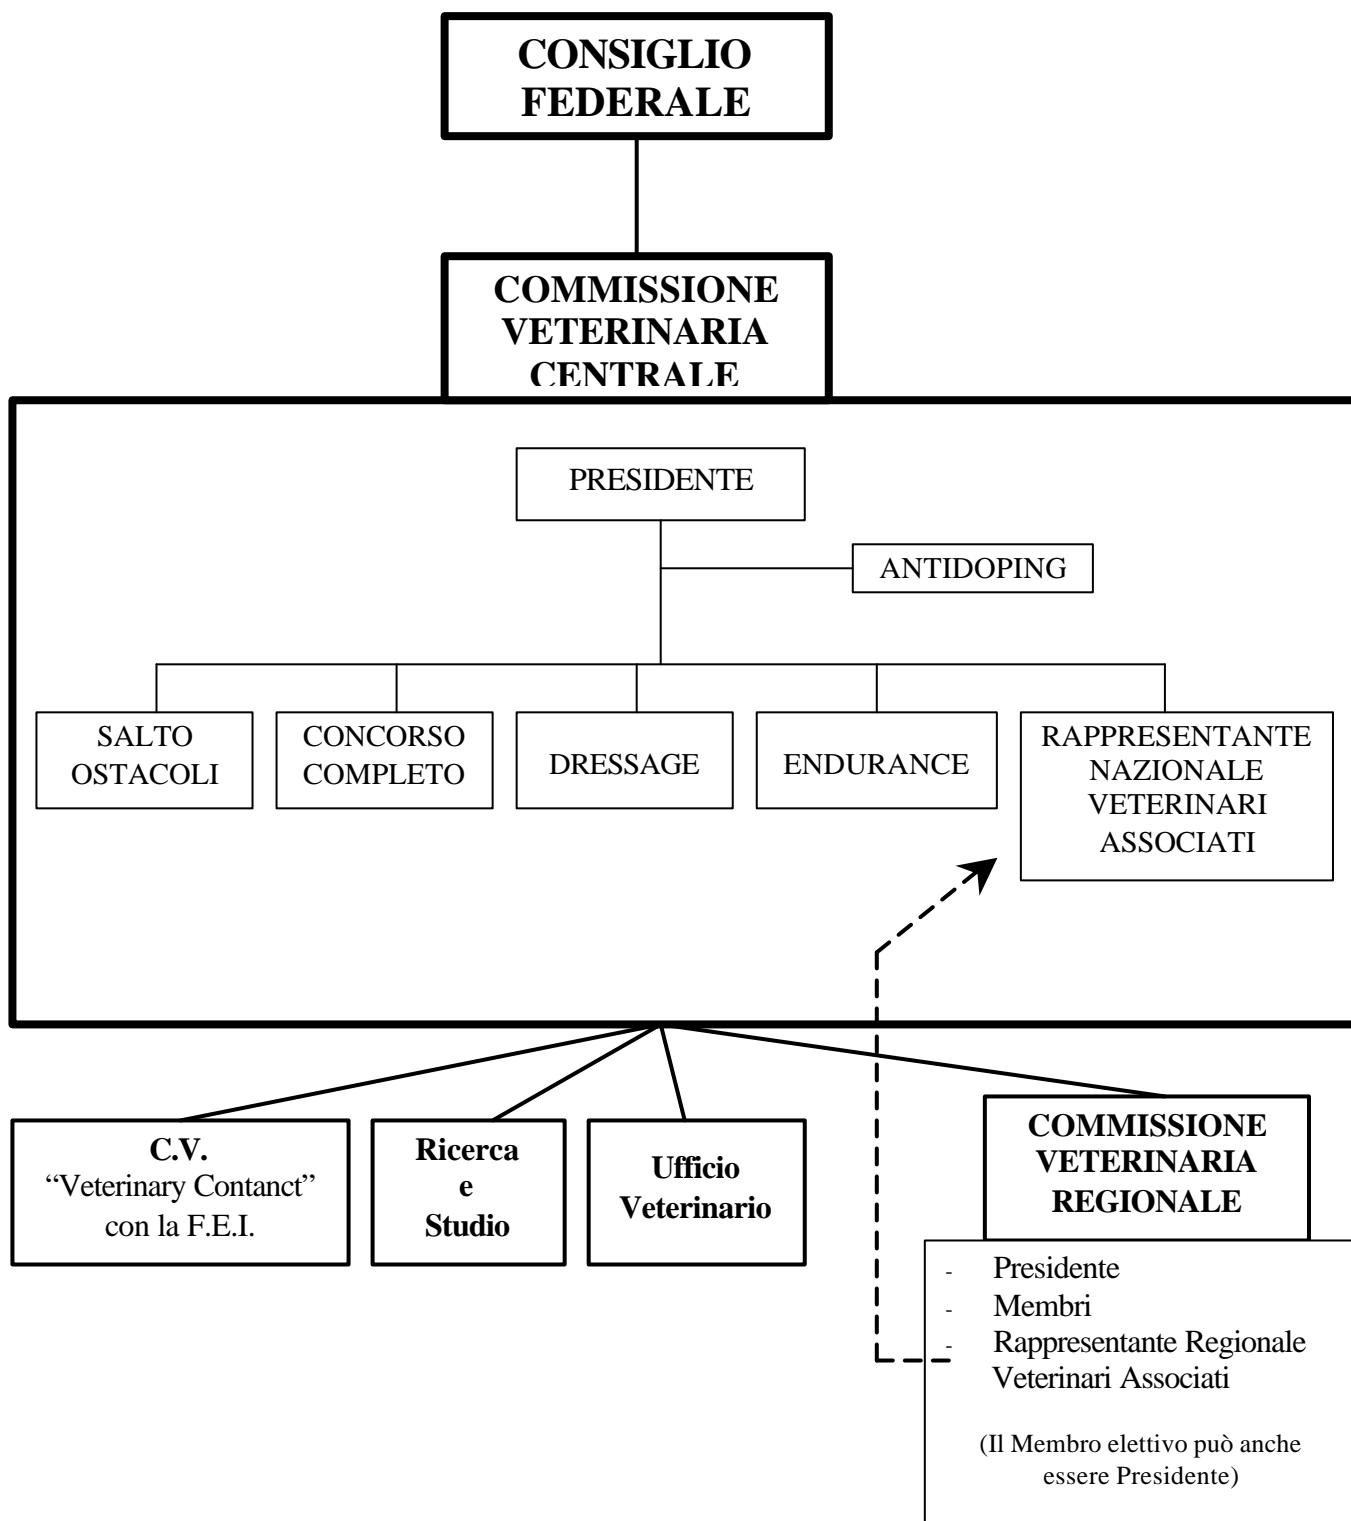 CONSIGLIO
FEDERALE
COMMISSIONE
VETERINARIA
CENTRALE
PRESIDENTE
ANTIDOPING
SALTO
OSTACOLI
CONCORSO
COMPLETO
DRESSAGE
ENDURANCE
RAPPRESENTANTE
NAZIONALE
VETERINARI
ASSOCIATI
C.V.
“Veterinary Contanct”
con la F.E.I.
Ricerca
e
Studio
Ufficio
Veterinario
COMMISSIONE
VETERINARIA
REGIONALE
- Presidente
- Membri
- Rappresentante Regionale
Veterinari Associati
(Il Membro elettivo può anche
essere Presidente)